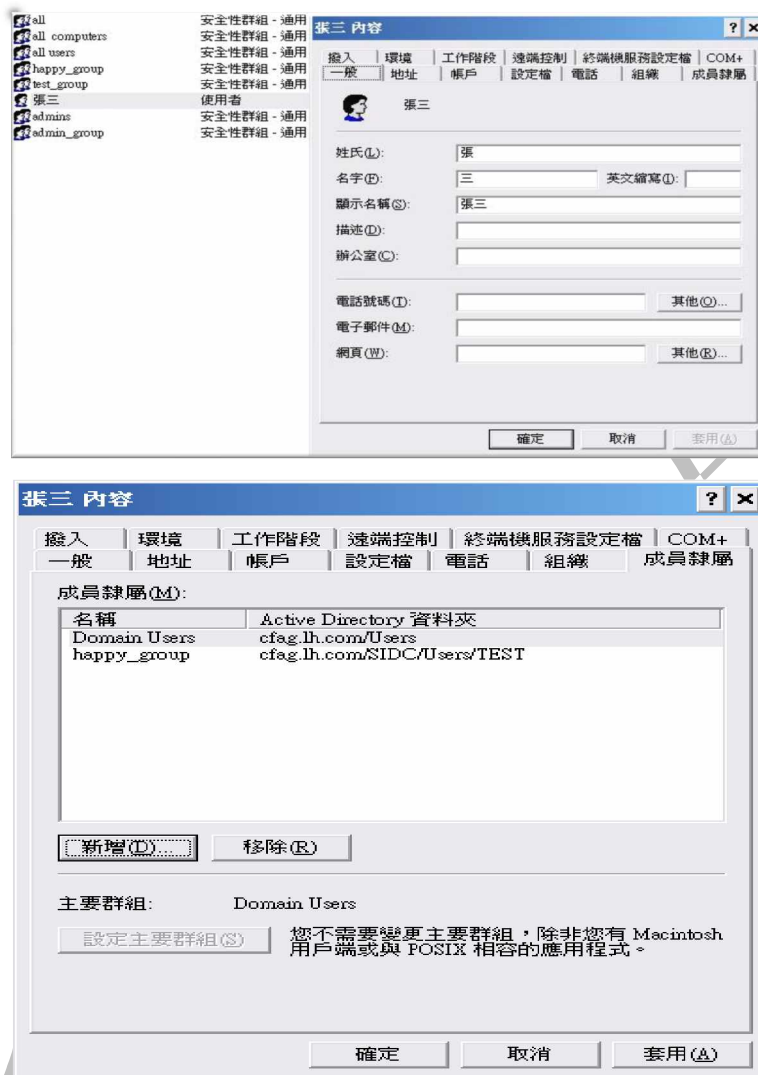 all 安全性群組 - 通用
all computers 安全性群組 - 通用
all users 安全性群組 - 通用
happy_group 安全性群組 - 通用
test_group 安全性群組 - 通用
張三 使用者
admins 安全性群組 - 通用
admin_group 安全性群組 - 通用
張三 內容
撥入 環境 工作階段 遠端控制 終端機服務設定檔 COM+
一般 地址 帳戶 設定檔 電話 組織 成員隸屬
張三
姓氏(L): 張
名字(F): 三 英文縮寫(I):
顯示名稱(S): 張三
描述(D):
辦公室(C):
電話號碼(T): 其他(O)...
電子郵件(M):
網頁(W): 其他(R)...
確定 取消 套用(A)
張三 內容
撥入 環境 工作階段 遠端控制 終端機服務設定檔 COM+
一般 地址 帳戶 設定檔 電話 組織 成員隸屬
成員隸屬(M):
名稱 Active Directory 資料夾
Domain Users cfag.lh.com/Users
happy_group cfag.lh.com/SIDC/Users/TEST
新增(D)... 移除(R)
主要群組: Domain Users
設定主要群組(S) 您不需要變更主要群組，除非您有 Macintosh
用戶端或與 POSIX 相容的應用程式。
確定 取消 套用(A)